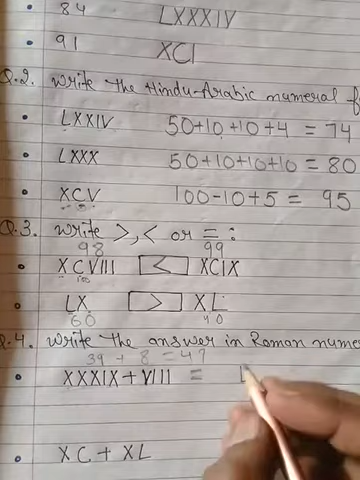 84 LXXXIV
91 XCI
Q.2. Write the Hindu-Arabic numeral
LXXIV 50+10+10+4 = 74
LXXX 50+10+10+10 = 80
XCV 100-10+5 = 95
Q.3. Write >, < or = :
98 99
XCVIII < XCIX
100
LX > XL
60 40
Q.4. Write the answer in Roman
39 + 8 = 47
XXXIX + VIII =
XC + XL